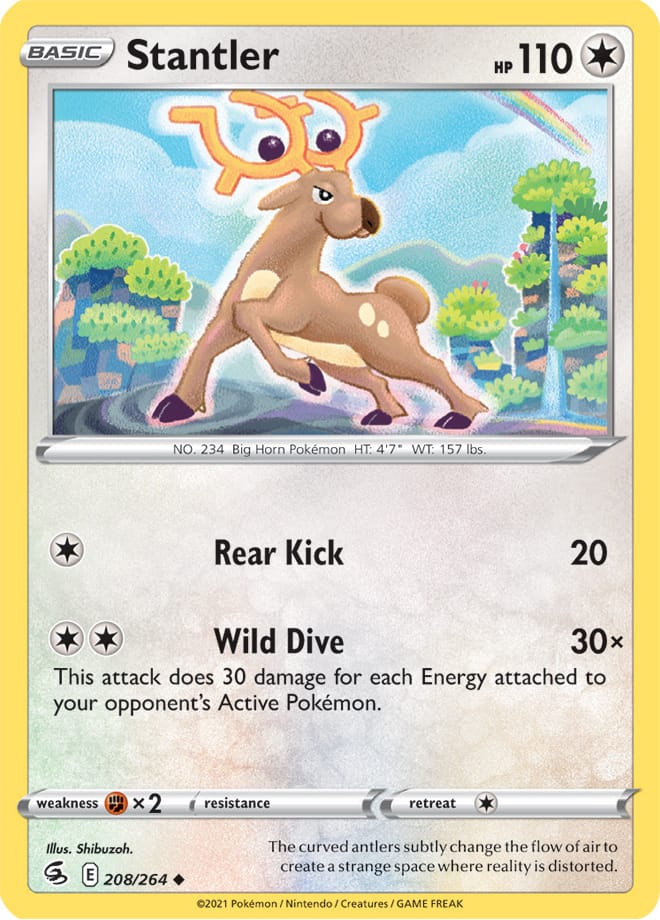 BASIC Stantler HP 110
NO. 234 Big Horn Pokémon HT: 4'7" WT: 157 lbs.
Rear Kick 20
Wild Dive 30×
This attack does 30 damage for each Energy attached to
your opponent's Active Pokémon.
weakness ×2 resistance retreat
Illus. Shibuzoh.
The curved antlers subtly change the flow of air to
create a strange space where reality is distorted.
E 208/264
©2021 Pokémon / Nintendo / Creatures / GAME FREAK